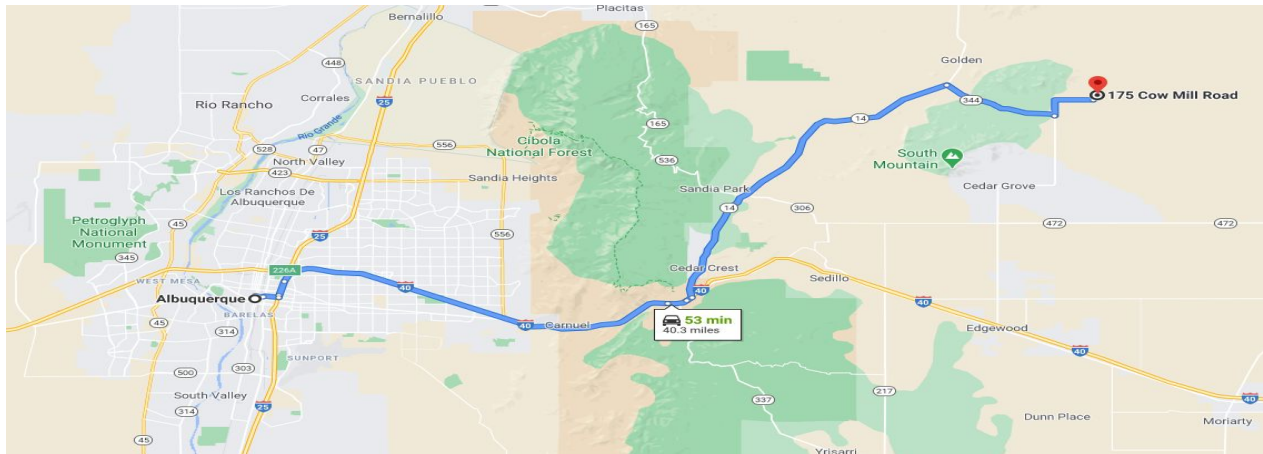 Placitas
Bernalillo
165
Golden
448
SANDIA PUEBLO
Corrales
25
Rio Rancho
344
175 Cow Mill Road
14
Rio Grande
165
Cibola
National Forest
556
528
47
North Valley
423
536
South
Mountain
Sandia Heights
Sandia Park
Cedar Grove
Los Ranchos De
Albuquerque
45
14
306
Petroglyph
National
Monument
472
472
25
556
345
226A
Cedar Crest
WEST MESA
40
Sedillo
40
Albuquerque
40
53 min
40.3 miles
BARELAS
45
40
Carnuel
314
Edgewood
40
SUNPORT
303
500
217
South Valley
337
40
314
25
Dunn Place
Moriarty
45
Yrisarri